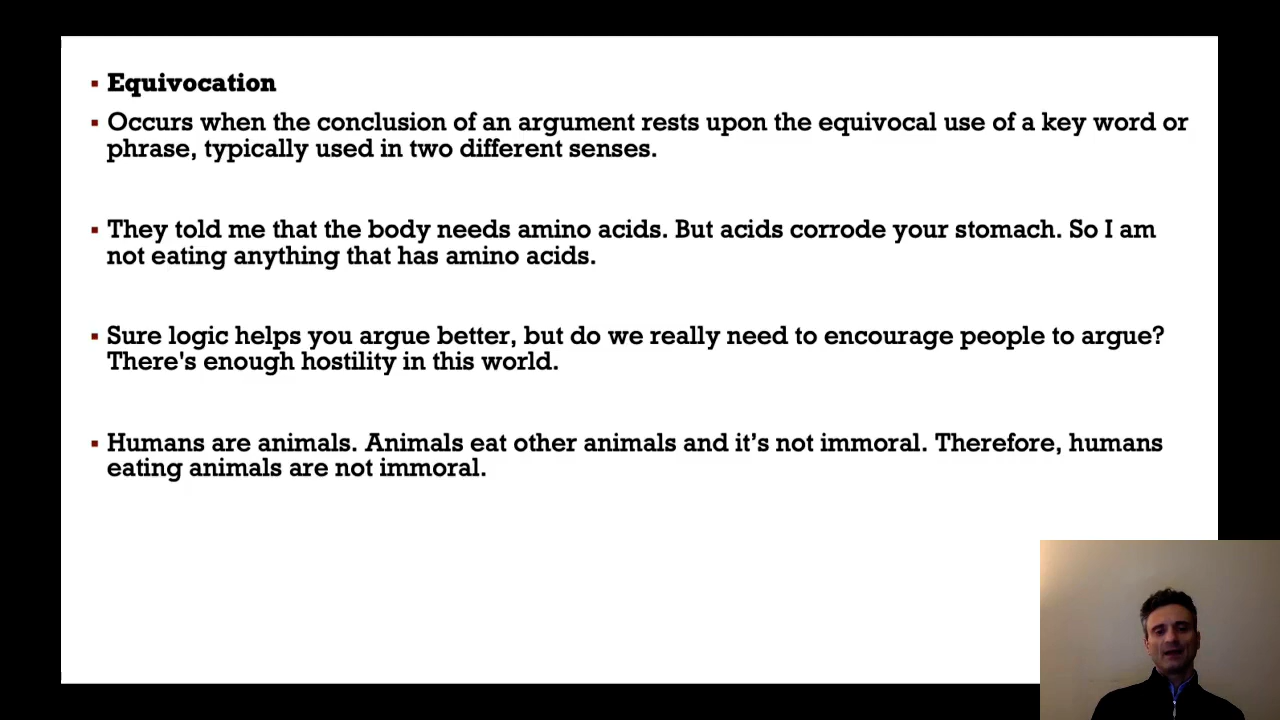 ▪ Equivocation
▪ Occurs when the conclusion of an argument rests upon the equivocal use of a key word or
phrase, typically used in two different senses.
▪ They told me that the body needs amino acids. But acids corrode your stomach. So I am
not eating anything that has amino acids.
▪ Sure logic helps you argue better, but do we really need to encourage people to argue?
There's enough hostility in this world.
▪ Humans are animals. Animals eat other animals and it’s not immoral. Therefore, humans
eating animals are not immoral.